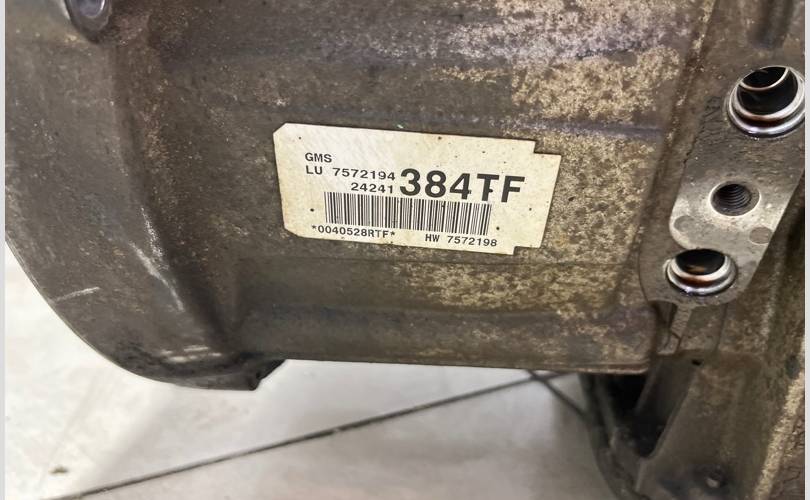 GMS
LU 7572194
24241 384TF
*0040528RTF* HW 7572198